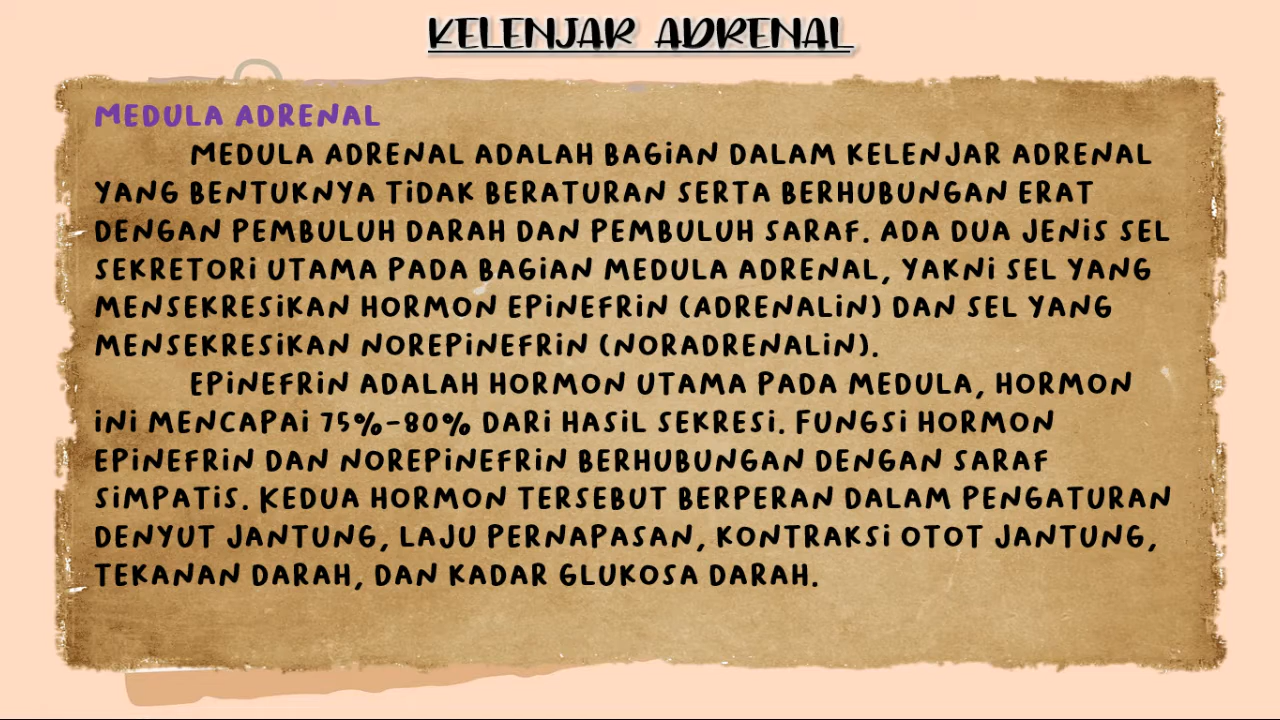 KELENJAR ADRENAL
MEDULA ADRENAL
MEDULA ADRENAL ADALAH BAGiAN DALAM KELENJAR ADRENAL
YANG BENTUKNYA TiDAK BERATURAN SERTA BERHUBUNGAN ERAT
DENGAN PEMBULUH DARAH DAN PEMBULUH SARAF. ADA DUA JENiS SEL
SEKRETORi UTAMA PADA BAGiAN MEDULA ADRENAL, YAKNi SEL YANG
MENSEKRESiKAN HORMON EPiNEFRiN (ADRENALiN) DAN SEL YANG
MENSEKRESiKAN NOREPiNEFRiN (NORADRENALiN).
EPiNEFRiN ADALAH HORMON UTAMA PADA MEDULA, HORMON
iNi MENCAPAi 75%-80% DARi HASiL SEKRESi. FUNGSi HORMON
EPiNEFRiN DAN NOREPiNEFRiN BERHUBUNGAN DENGAN SARAF
SiMPATiS. KEDUA HORMON TERSEBUT BERPERAN DALAM PENGATURAN
DENYUT JANTUNG, LAJU PERNAPASAN, KONTRAKSi OTOT JANTUNG,
TEKANAN DARAH, DAN KADAR GLUKOSA DARAH.